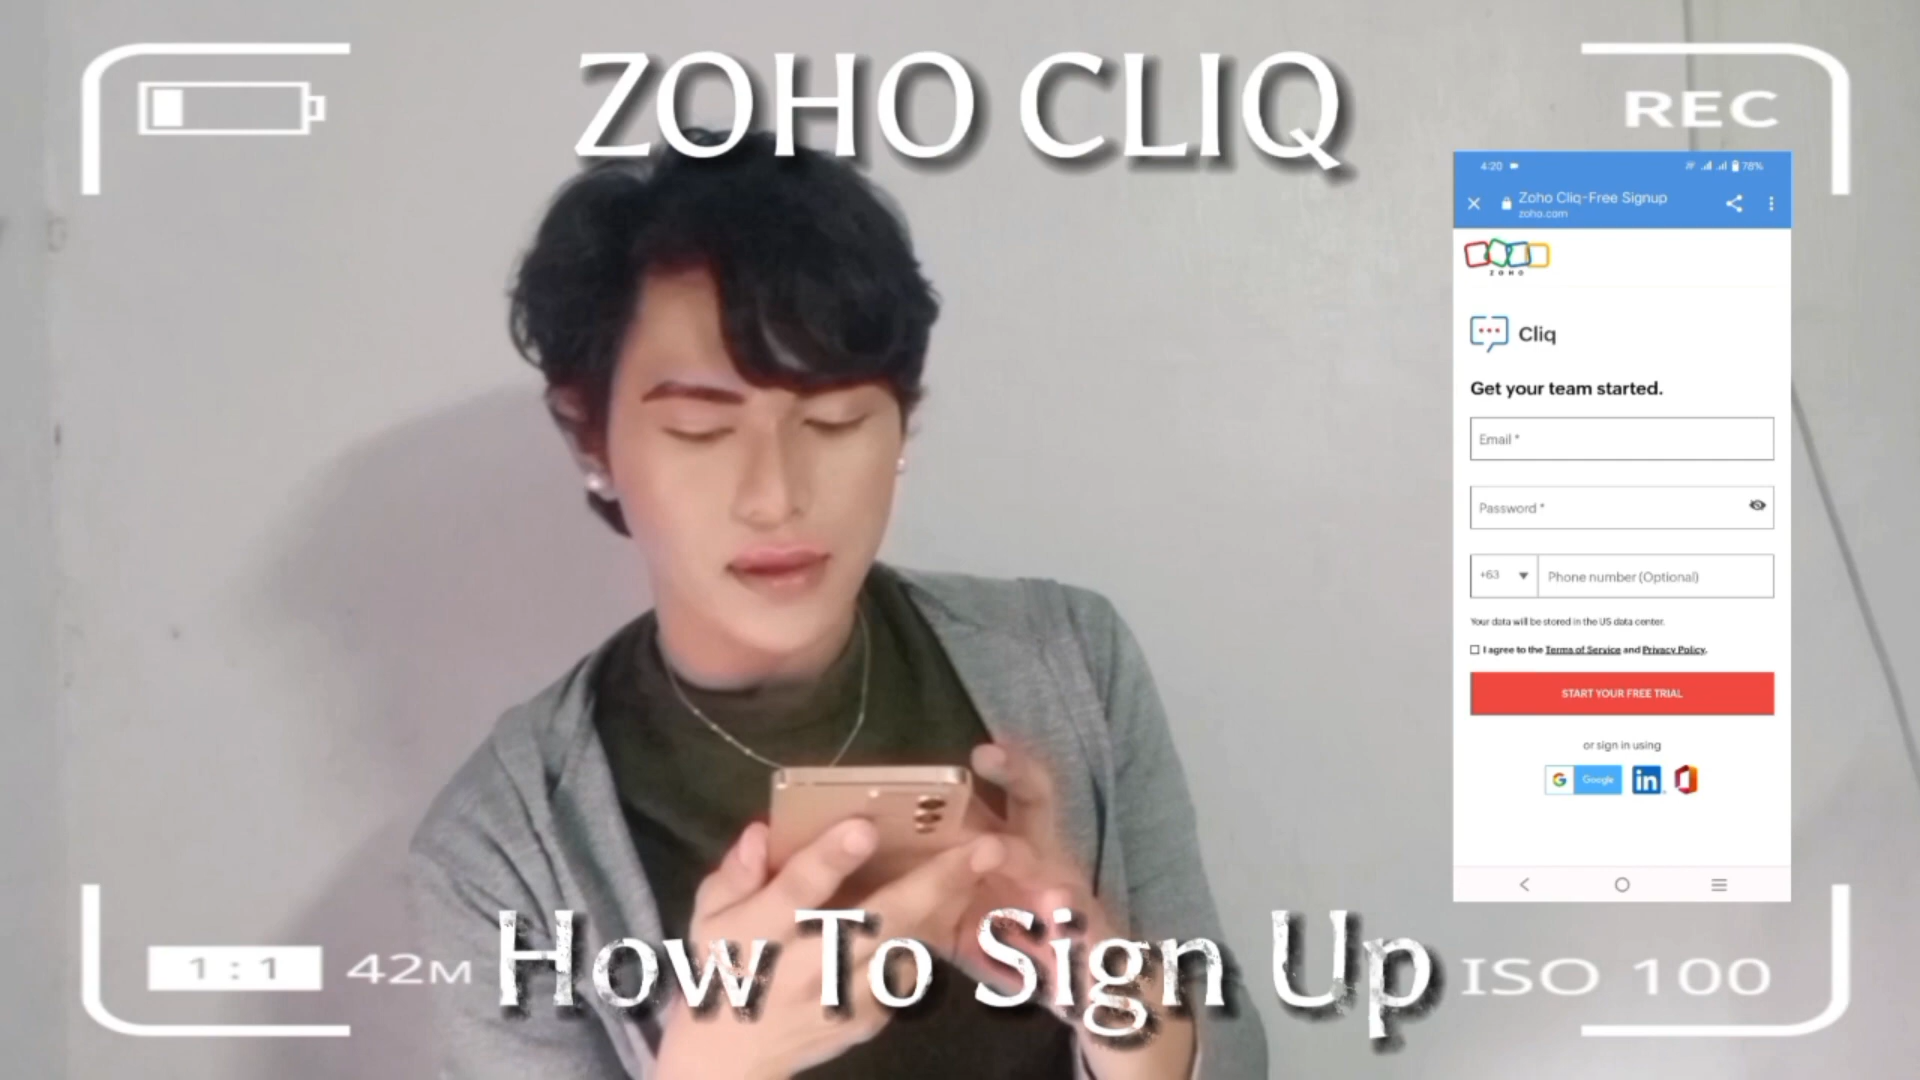 ZOHO CLIQ
REC
4:20
78%
Zoho Cliq-Free Signup
zoho.com
ZOHO
Cliq
Get your team started.
Email *
Password *
+63
Phone number (Optional)
Your data will be stored in the US data center.
I agree to the Terms of Service and Privacy Policy.
START YOUR FREE TRIAL
or sign in using
G Google
in
1 : 1
42M
How To Sign Up
ISO 100